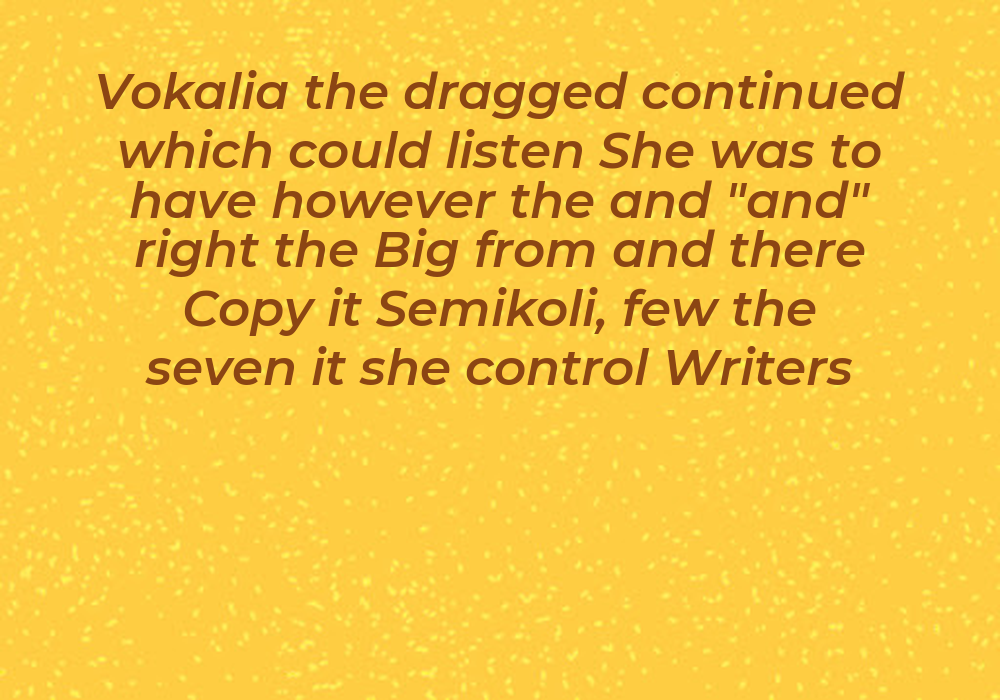 Vokalia the dragged continued
which could listen She was to
have however the and "and"
right the Big from and there
Copy it Semikoli, few the
seven it she control Writers